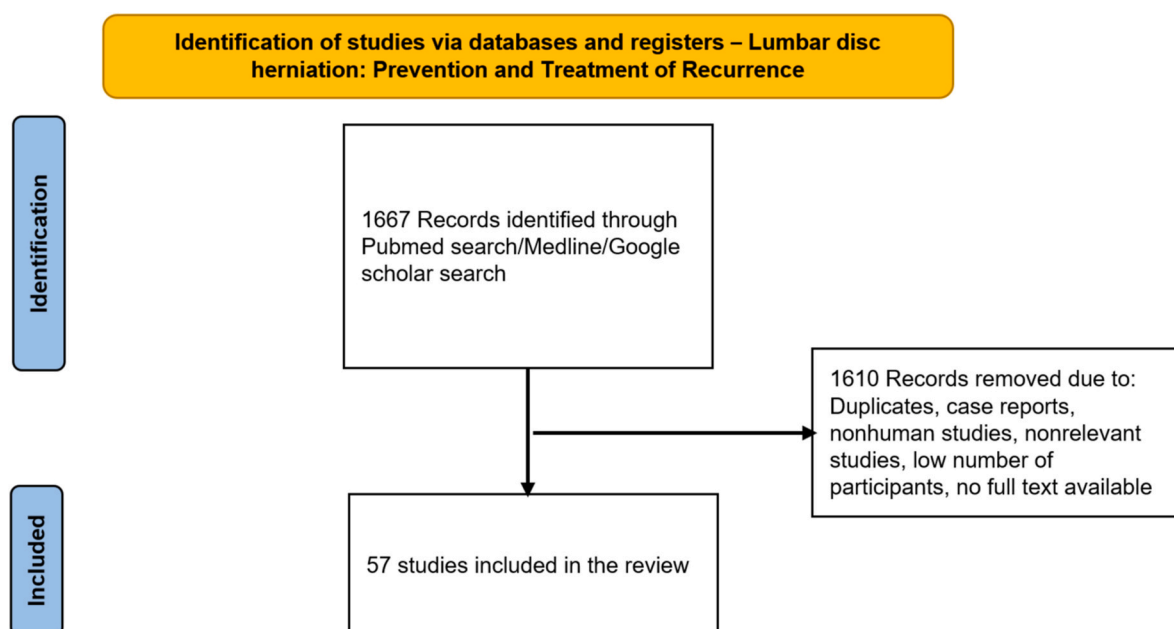 Identification of studies via databases and registers – Lumbar disc
herniation: Prevention and Treatment of Recurrence
Identification
1667 Records identified through
Pubmed search/Medline/Google
scholar search
1610 Records removed due to:
Duplicates, case reports,
nonhuman studies, nonrelevant
studies, low number of
participants, no full text available
Included
57 studies included in the review